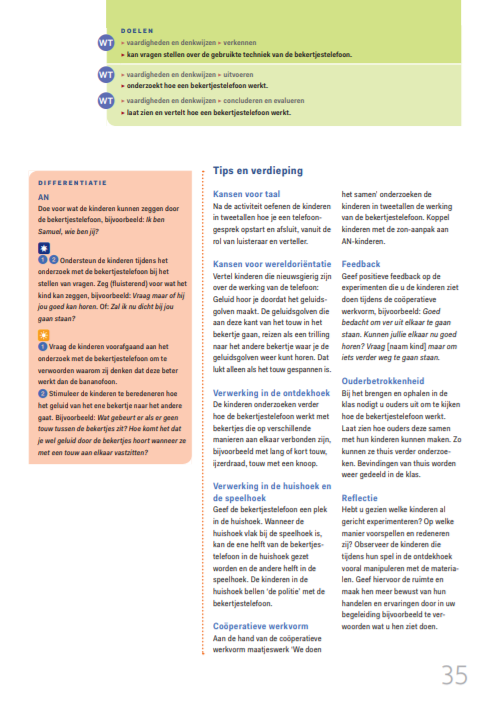 DOELEN
WT ▸ vaardigheden en denkwijzen ▸ verkennen
▸ kan vragen stellen over de gebruikte techniek van de bekertjestelefoon.
WT ▸ vaardigheden en denkwijzen ▸ uitvoeren
▸ onderzoekt hoe een bekertjestelefoon werkt.
WT ▸ vaardigheden en denkwijzen ▸ concluderen en evalueren
▸ laat zien en vertelt hoe een bekertjestelefoon werkt.
DIFFERENTIATIE
AN
Doe voor wat de kinderen kunnen zeggen door
de bekertjestelefoon, bijvoorbeeld: Ik ben
Samuel, wie ben jij?
1 2 Ondersteun de kinderen tijdens het
onderzoek met de bekertjestelefoon bij het
stellen van vragen. Zeg (fluisterend) voor wat het
kind kan zeggen, bijvoorbeeld: Vraag maar of hij
jou goed kan horen. Of: Zal ik nu dicht bij jou
gaan staan?
1 Vraag de kinderen voorafgaand aan het
onderzoek met de bekertjestelefoon om te
verwoorden waarom zij denken dat deze beter
werkt dan de bananofoon.
2 Stimuleer de kinderen te beredeneren hoe
het geluid van het ene bekertje naar het andere
gaat. Bijvoorbeeld: Wat gebeurt er als er geen
touw tussen de bekertjes zit? Hoe komt het dat
je wel geluid door de bekertjes hoort wanneer ze
met een touw aan elkaar vastzitten?
Tips en verdieping
Kansen voor taal
Na de activiteit oefenen de kinderen
in tweetallen hoe je een telefoon-
gesprek opstart en afsluit, vanuit de
rol van luisteraar en verteller.
Kansen voor wereldoriëntatie
Vertel kinderen die nieuwsgierig zijn
over de werking van de telefoon:
Geluid hoor je doordat het geluids-
golven maakt. De geluidsgolven die
aan deze kant van het touw in het
bekertje gaan, reizen als een trilling
naar het andere bekertje waar je de
geluidsgolven weer kunt horen. Dat
lukt alleen als het touw gespannen is.
Verwerking in de ontdekhoek
De kinderen onderzoeken verder
hoe de bekertjestelefoon werkt met
bekertjes die op verschillende
manieren aan elkaar verbonden zijn,
bijvoorbeeld met lang of kort touw,
ijzerdraad, touw met een knoop.
Verwerking in de huishoek en
de speelhoek
Geef de bekertjestelefoon een plek
in de huishoek. Wanneer de
huishoek vlak bij de speelhoek is,
kan de ene helft van de bekertjes-
telefoon in de huishoek gezet
worden en de andere helft in de
speelhoek. De kinderen in de
huishoek bellen 'de politie' met de
bekertjestelefoon.
Coöperatieve werkvorm
Aan de hand van de coöperatieve
werkvorm maatjeswerk 'We doen
het samen' onderzoeken de
kinderen in tweetallen de werking
van de bekertjestelefoon. Koppel
kinderen met de zon-aanpak aan
AN-kinderen.
Feedback
Geef positieve feedback op de
experimenten die u de kinderen ziet
doen tijdens de coöperatieve
werkvorm, bijvoorbeeld: Goed
bedacht om ver uit elkaar te gaan
staan. Kunnen jullie elkaar nu goed
horen? Vraag [naam kind] maar om
iets verder weg te gaan staan.
Ouderbetrokkenheid
Bij het brengen en ophalen in de
klas nodigt u ouders uit om te kijken
hoe de bekertjestelefoon werkt.
Laat zien hoe ouders deze samen
met hun kinderen kunnen maken. Zo
kunnen ze thuis verder onderzoe-
ken. Bevindingen van thuis worden
weer gedeeld in de klas.
Reflectie
Hebt u gezien welke kinderen al
gericht experimenteren? Op welke
manier voorspellen en redeneren
zij? Observeer de kinderen die
tijdens hun spel in de ontdekhoek
vooral manipuleren met de materia-
len. Geef hiervoor de ruimte en
maak hen meer bewust van hun
handelen en ervaringen door in uw
begeleiding bijvoorbeeld te ver-
woorden wat u hen ziet doen.
35